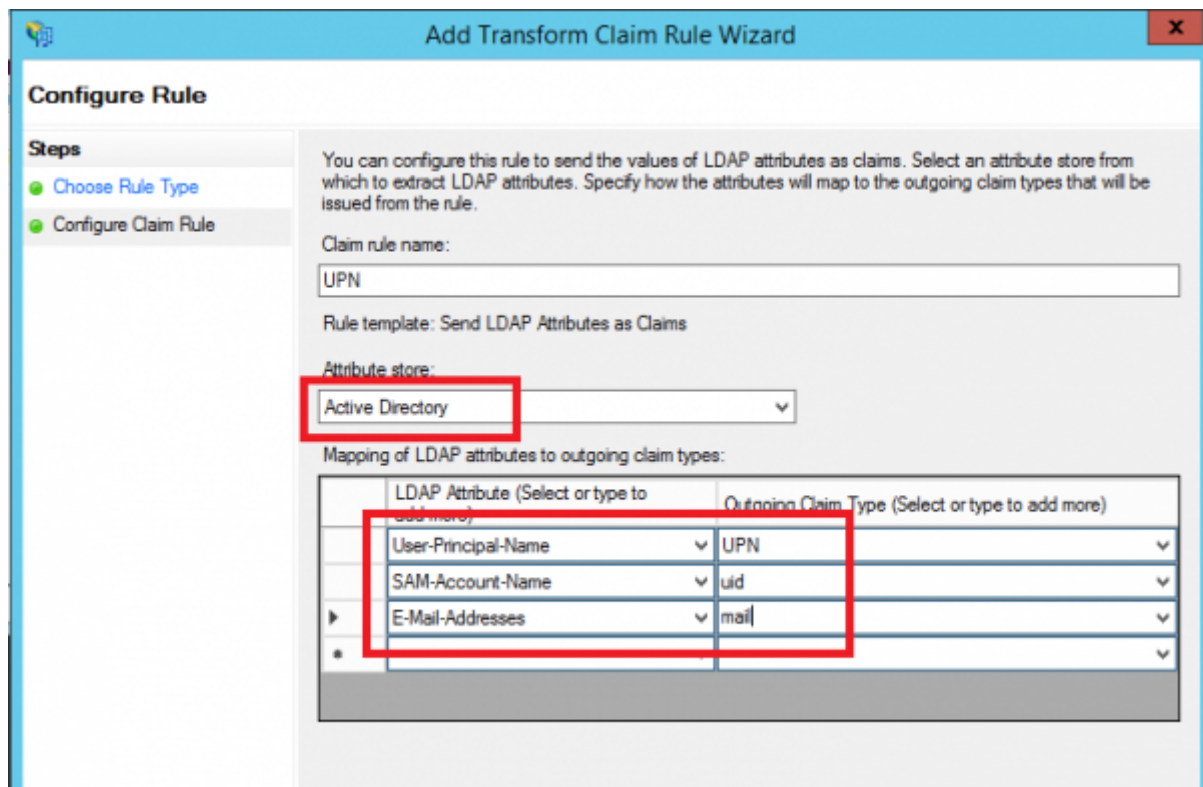 Add Transform Claim Rule Wizard
x
Configure Rule
Steps
Choose Rule Type
Configure Claim Rule
You can configure this rule to send the values of LDAP attributes as claims. Select an attribute store from
which to extract LDAP attributes. Specify how the attributes will map to the outgoing claim types that will be
issued from the rule.
Claim rule name:
UPN
Rule template: Send LDAP Attributes as Claims
Attribute store:
Active Directory
Mapping of LDAP attributes to outgoing claim types:
LDAP Attribute (Select or type to
add more)
Outgoing Claim Type (Select or type to add more)
User-Principal-Name UPN
SAM-Account-Name uid
E-Mail-Addresses mail